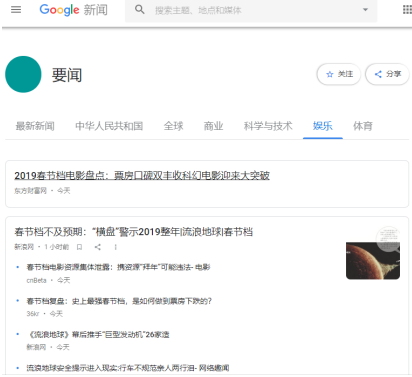 Google 新闻
搜索主题、地点和媒体
要闻
关注
分享
最新新闻 中华人民共和国 全球 商业 科学与技术 娱乐 体育
2019春节档电影盘点：票房口碑双丰收科幻电影迎来大突破
东方财富网 • 今天
春节档不及预期：“横盘”警示2019整年|流浪地球|春节档
新浪网 • 1 小时前
• 春节档电影资源集体泄露：携资源“拜年”可能违法- 电影
cnBeta • 今天
• 春节档复盘：史上最强春节档，是如何做到票房下跌的？
36kr • 今天
• 《流浪地球》幕后推手“巨型发动机”26家造
新浪网 • 今天
• 流浪地球安全提示进入现实:行车不规范亲人两行泪- 网络趣闻